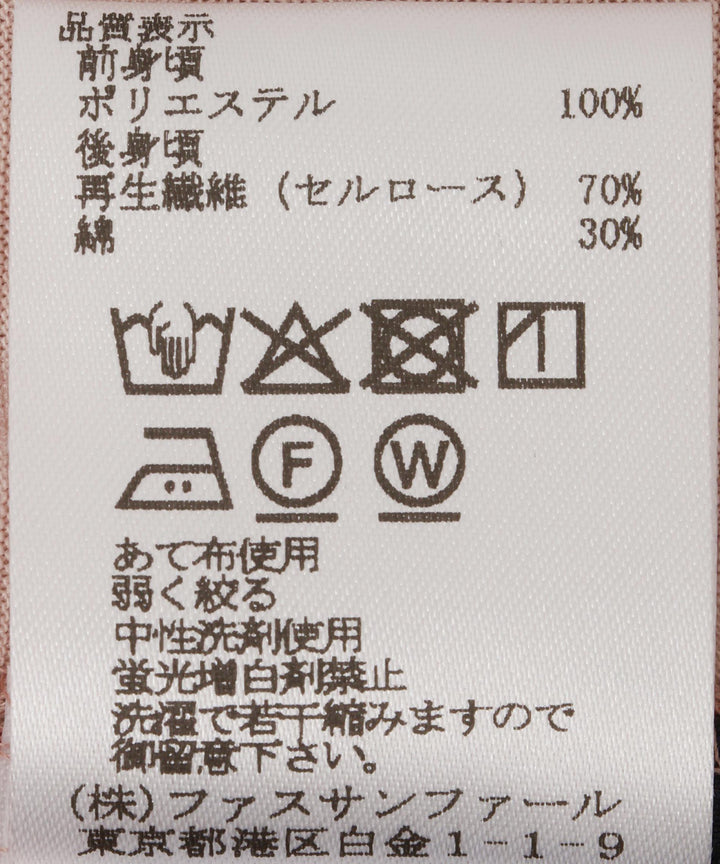 品質表示
前身頃
ポリエステル 100%
後身頃
再生繊維 (セルロース) 70%
綿 30%
F W
あて布使用
弱く絞る
中性洗剤使用
蛍光増白剤禁止
洗濯で若干縮みますので
御留意下さい。
(株)ファスサンファール
東京都港区白金1-1-9